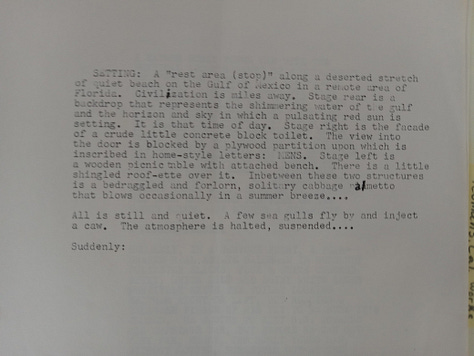 SATTING: A "rest area (stop)" along a deserted stretch
of quiet beach on the Gulf of Mexico in a remote area of
Florida. Civilization is miles away. Stage rear is a
backdrop that represents the shimmering water of the gulf
and the horizon and sky in which a pulsating red sun is
setting. It is that time of day. Stage right is the facade
of a crude little concrete block toilet. The view into
the door is blocked by a plywood partition upon which is
inscribed in home-style letters: MENS. Stage left is
a wooden picnic table with attached bench. There is a little
shingled roof-ette over it. Inbetween these two structures
is a bedraggled and forlorn, solitary cabbage palmetto
that blows occasionally in a summer breeze....
All is still and quiet. A few sea gulls fly by and inject
a caw. The atmosphere is halted, suspended....
Suddenly: